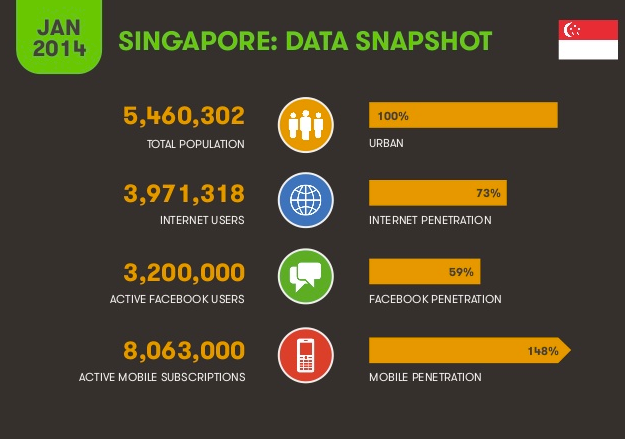 JAN
2014
SINGAPORE: DATA SNAPSHOT
5,460,302
TOTAL POPULATION
100%
URBAN
3,971,318
INTERNET USERS
73%
INTERNET PENETRATION
3,200,000
ACTIVE FACEBOOK USERS
59%
FACEBOOK PENETRATION
8,063,000
ACTIVE MOBILE SUBSCRIPTIONS
148%
MOBILE PENETRATION